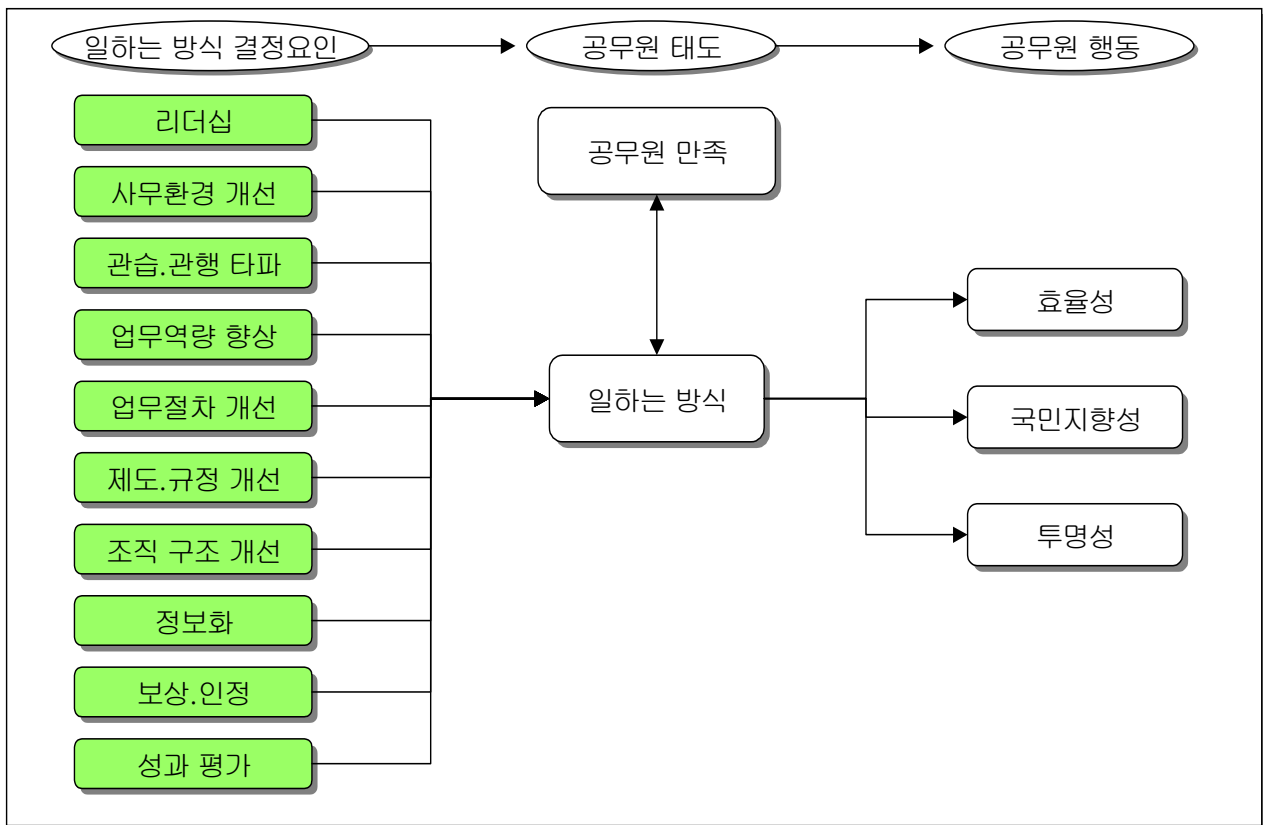 일하는 방식 결정요인
공무원 태도
공무원 행동
리더십
사무환경 개선
관습.관행 타파
업무역량 향상
업무절차 개선
제도.규정 개선
조직 구조 개선
정보화
보상.인정
성과 평가
공무원 만족
일하는 방식
효율성
국민지향성
투명성